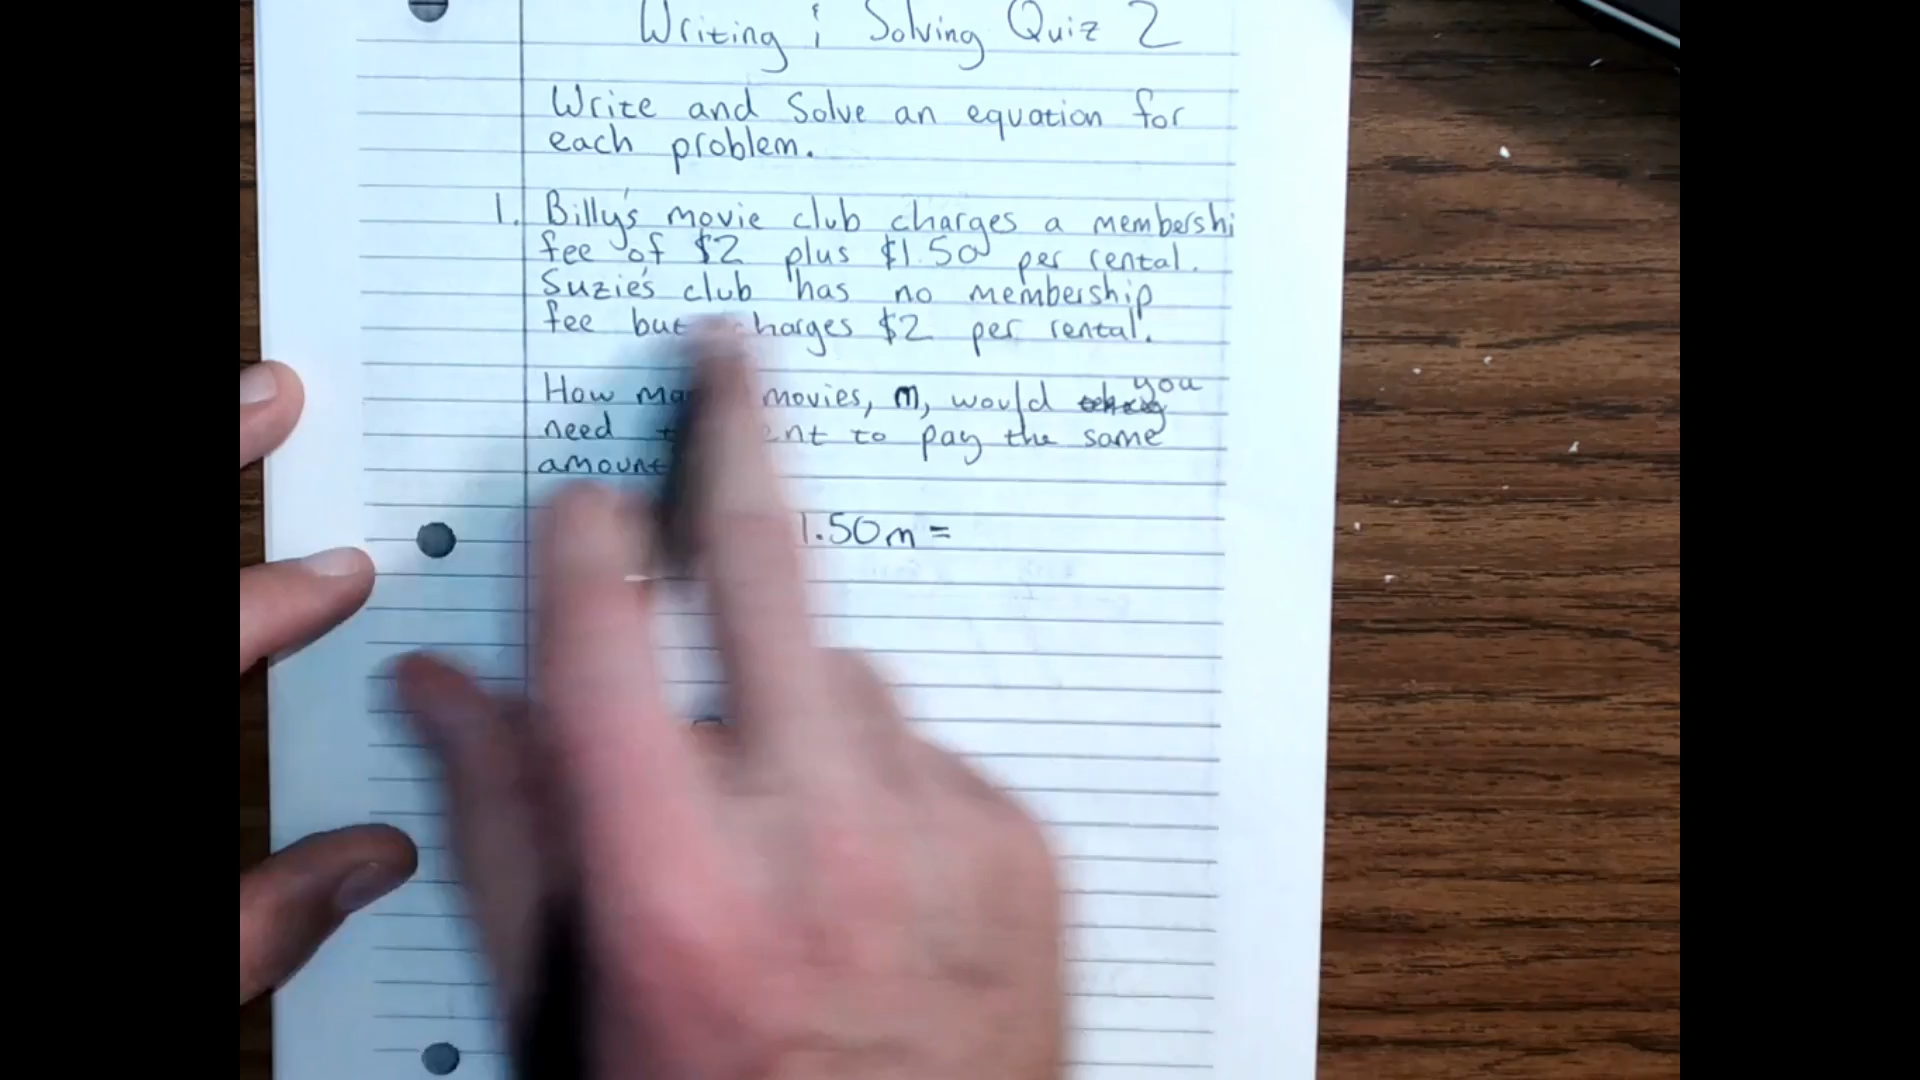 Writing & Solving Quiz 2
Write and Solve an equation for
each problem.
1. Billy's movie club charges a membershi
fee of $2 plus $1.50 per rental.
Suzie's club has no membership
fee but charges $2 per rental.
How movies, m, would you
need to pay the same
amount
1.50m =